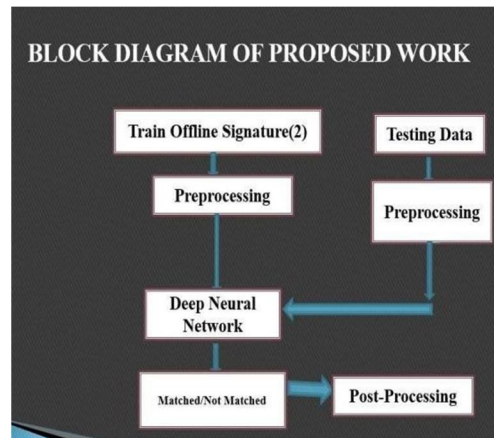 BLOCK DIAGRAM OF PROPOSED WORK
Train Offline Signature(2)
Testing Data
Preprocessing
Preprocessing
Deep Neural
Network
Matched/Not Matched
Post-Processing